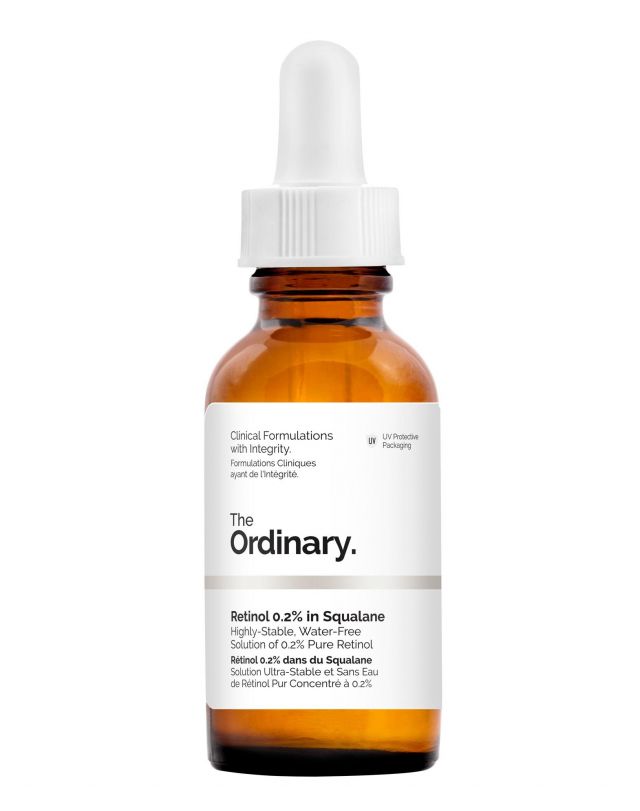 Clinical Formulations
with Integrity.
Formulations Cliniques
ayant de l'Intégrité.
UV
UV Protective
Packaging
The
Ordinary.
Retinol 0.2% in Squalane
Highly-Stable, Water-Free
Solution of 0.2% Pure Retinol
Rétinol 0.2% dans du Squalane
Solution Ultra-Stable et Sans Eau
de Rétinol Pur Concentré à 0.2%